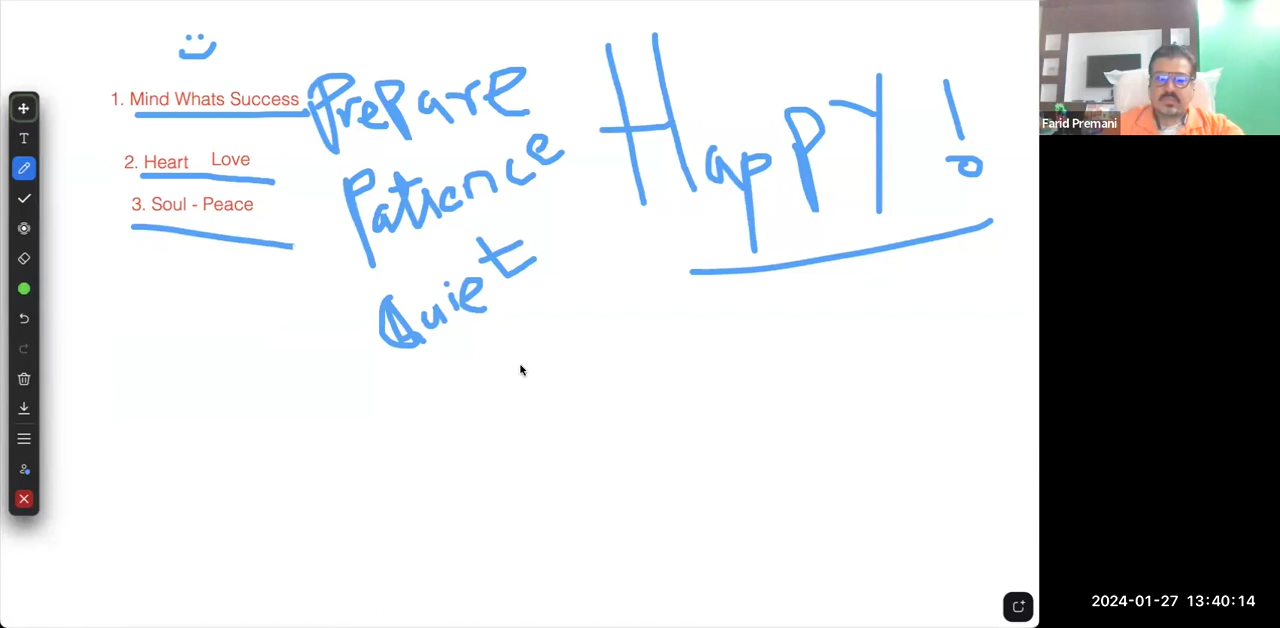 1. Mind Whats Success Prepare
2. Heart Love Patience
3. Soul - Peace Quiet
Happy!
T
Farid Premani
2024-01-27 13:40:14